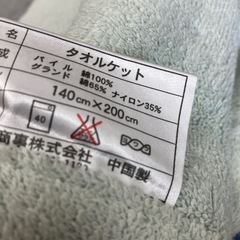 名 タオルケット
成 パイル 綿100%
グランド 綿65% ナイロン35%
140cm×200cm
40
商事株式会社 中国製